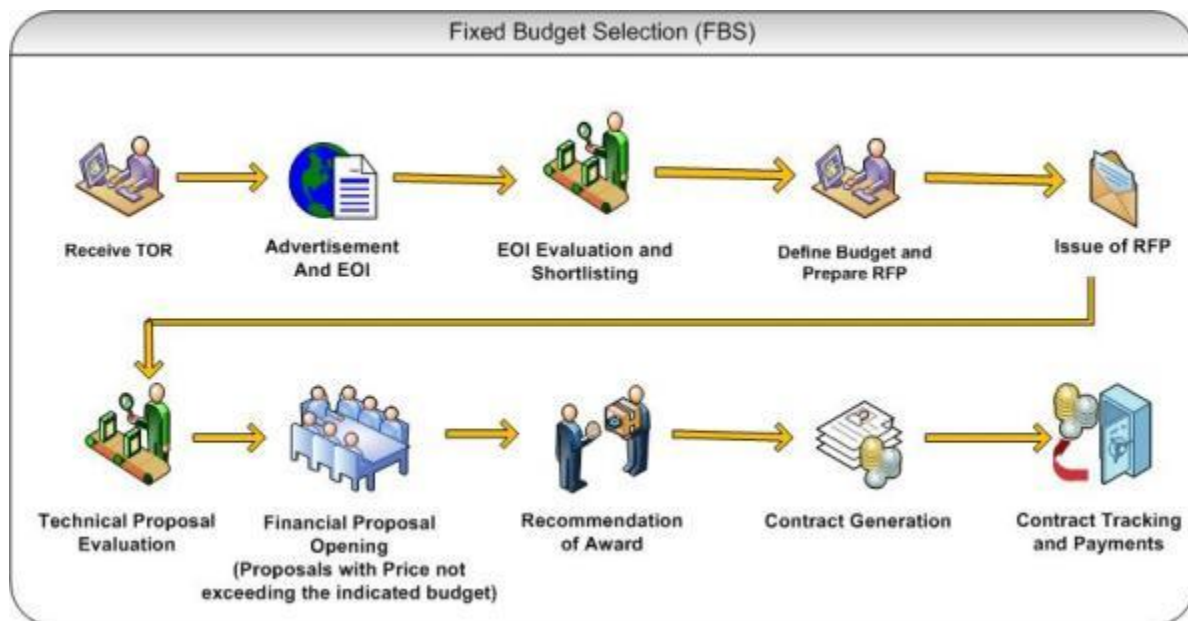 Fixed Budget Selection (FBS)
Receive TOR
Advertisement
And EOI
EOI Evaluation and
Shortlisting
Define Budget and
Prepare RFP
Issue of RFP
Technical Proposal
Evaluation
Financial Proposal
Opening
(Proposals with Price not
exceeding the indicated budget)
Recommendation
of Award
Contract Generation
Contract Tracking
and Payments